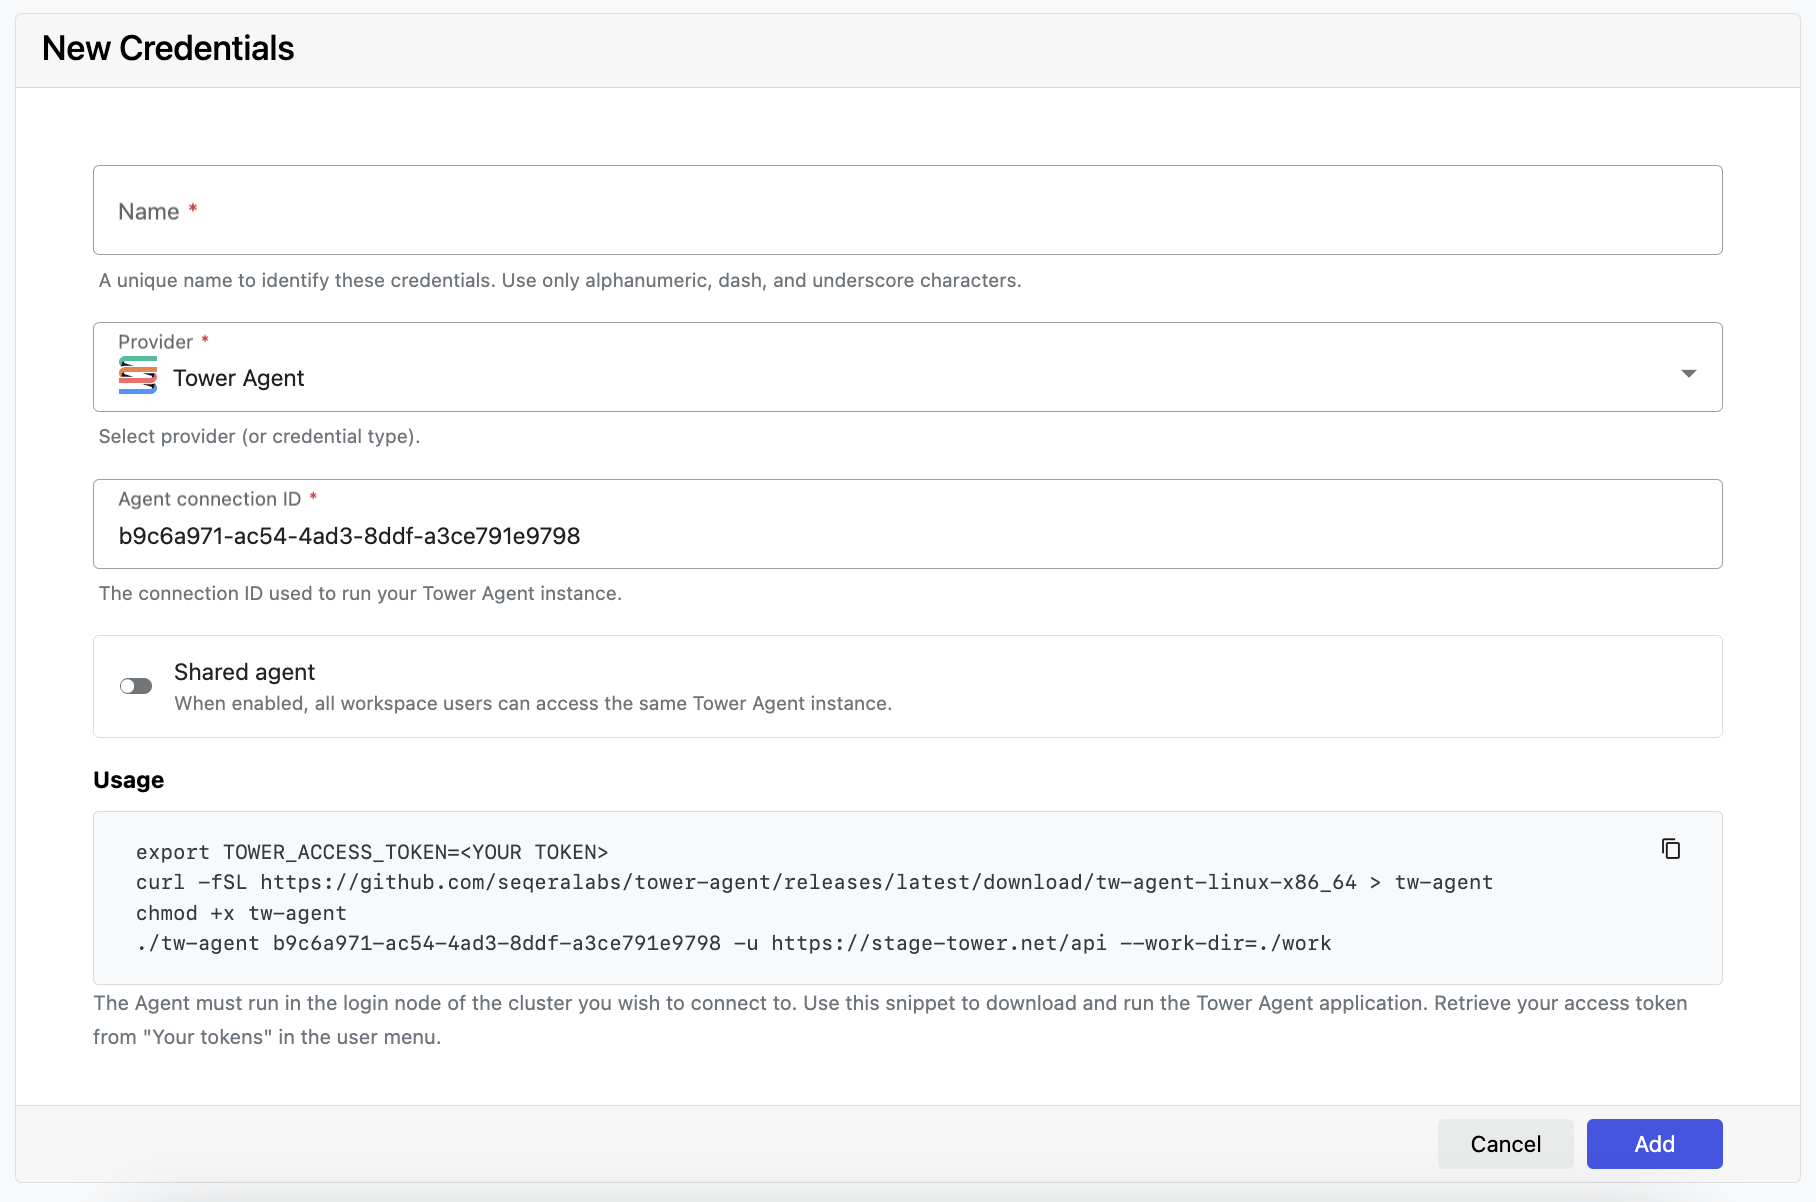 New Credentials
Name *
A unique name to identify these credentials. Use only alphanumeric, dash, and underscore characters.
Provider *
Tower Agent
Select provider (or credential type).
Agent connection ID *
b9c6a971-ac54-4ad3-8ddf-a3ce791e9798
The connection ID used to run your Tower Agent instance.
Shared agent
When enabled, all workspace users can access the same Tower Agent instance.
Usage
export TOWER_ACCESS_TOKEN=<YOUR TOKEN>
curl -fSL https://github.com/seqeralabs/tower-agent/releases/latest/download/tw-agent-linux-x86_64 > tw-agent
chmod +x tw-agent
./tw-agent b9c6a971-ac54-4ad3-8ddf-a3ce791e9798 -u https://stage-tower.net/api --work-dir=./work
The Agent must run in the login node of the cluster you wish to connect to. Use this snippet to download and run the Tower Agent application. Retrieve your access token
from "Your tokens" in the user menu.
Cancel
Add